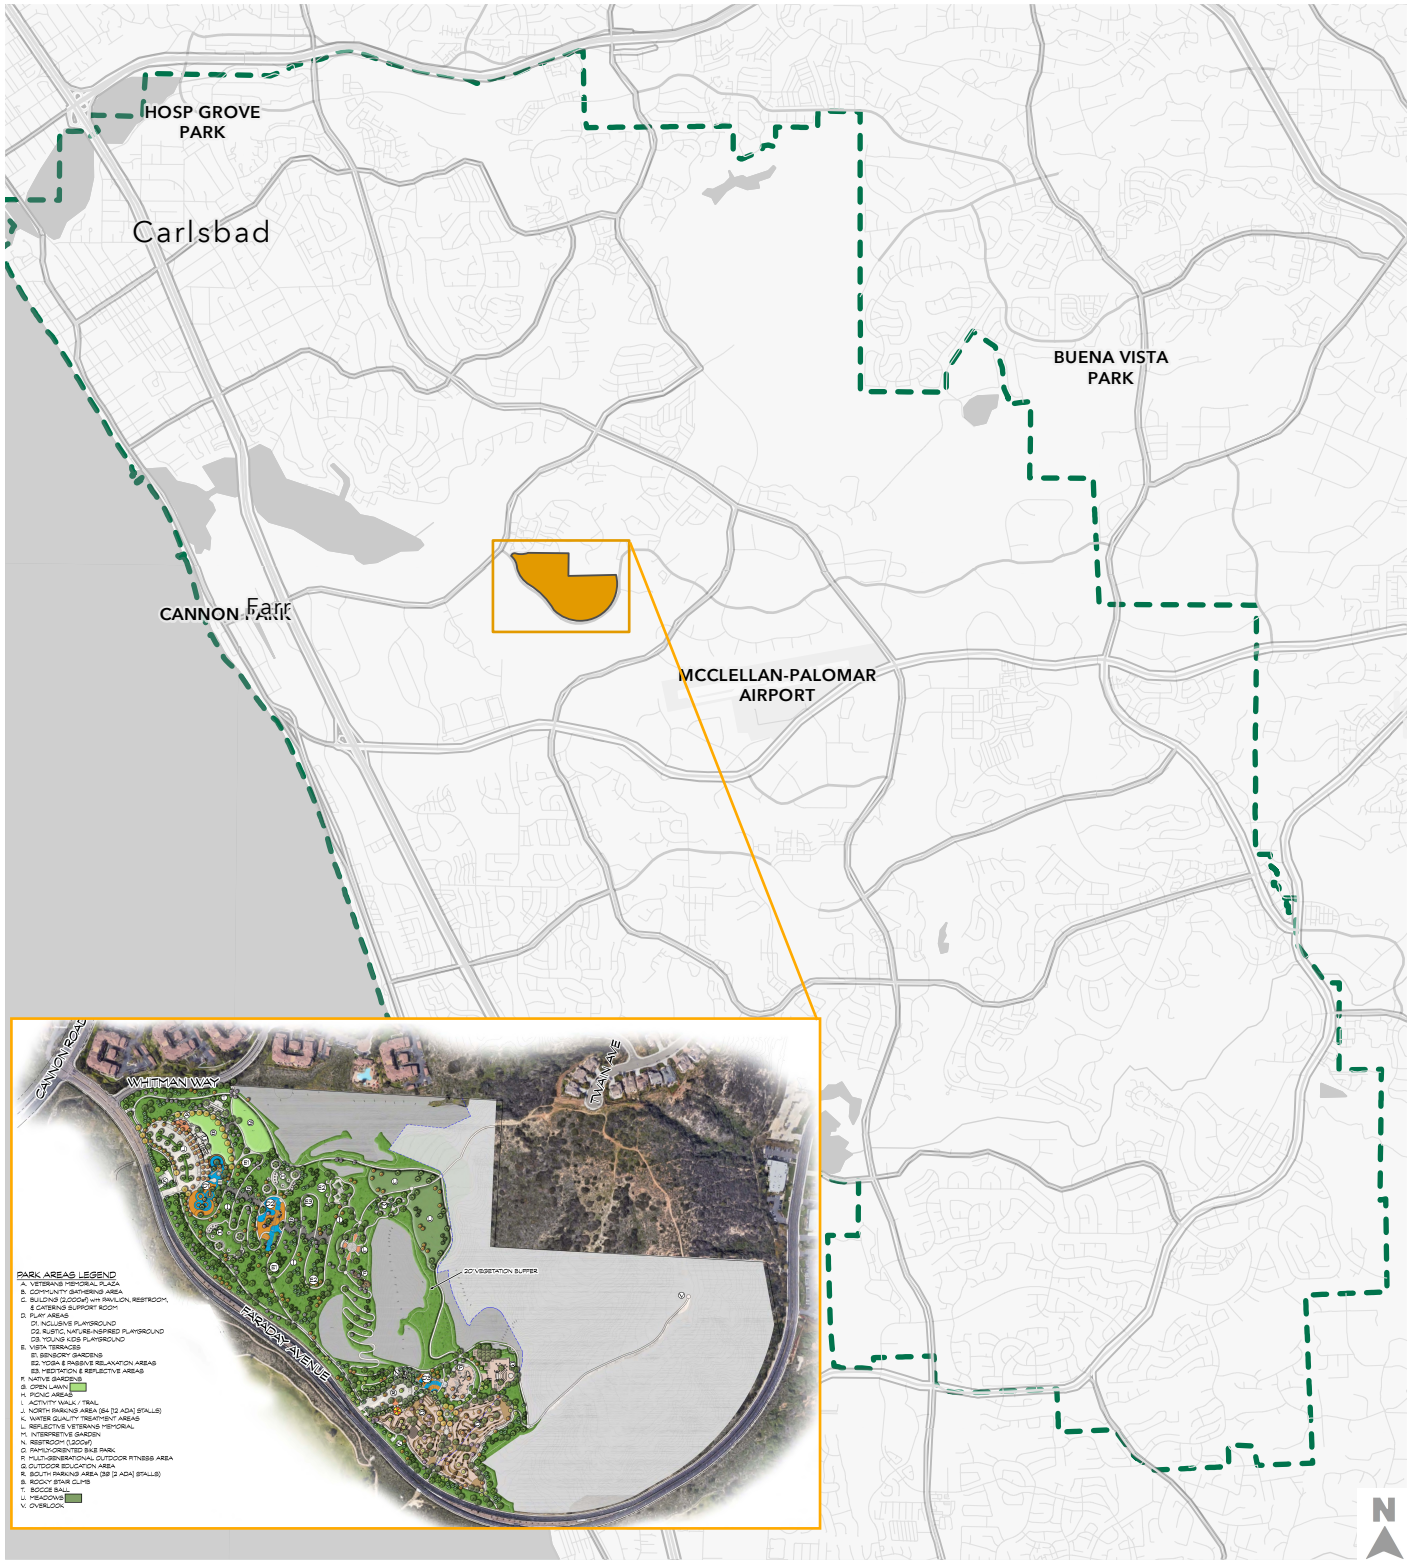 HOSP GROVE
PARK
Carlsbad
BUENA VISTA
PARK
Farr
CANNON PARK
MCCLELLAN-PALOMAR
AIRPORT
CANNON ROAD
WHITMAN WAY
TWAIN AVE
20' VEGETATION BUFFER
FARADAY AVENUE
PARK AREAS LEGEND
A. VETERANS MEMORIAL PLAZA
B. COMMUNITY GATHERING AREA
C. BUILDING (2,000sf) with PAVILION, RESTROOM,
& CATERING SUPPORT ROOM
D. PLAY AREAS
D1. INCLUSIVE PLAYGROUND
D2. RUSTIC, NATURE-INSPIRED PLAYGROUND
D3. YOUNG KIDS PLAYGROUND
E. VISTA TERRACES
E1. SENSORY GARDENS
E2. YOGA & PASSIVE RELAXATION AREAS
E3. MEDITATION & REFLECTIVE AREAS
F. NATIVE GARDENS
G. OPEN LAWN
H. PICNIC AREAS
I. ACTIVITY WALK / TRAIL
J. NORTH PARKING AREA (54 [12 ADA] STALLS)
K. WATER QUALITY TREATMENT AREAS
L. REFLECTIVE VETERANS MEMORIAL
M. INTERPRETIVE GARDEN
N. RESTROOM (1,200sf)
O. FAMILY-ORIENTED BIKE PARK
P. MULTI-GENERATIONAL OUTDOOR FITNESS AREA
Q. OUTDOOR EDUCATION AREA
R. SOUTH PARKING AREA (38 [2 ADA] STALLS)
S. ROCKY STAIR CLIMB
T. BOCCE BALL
U. MEADOWS
V. OVERLOOK
N